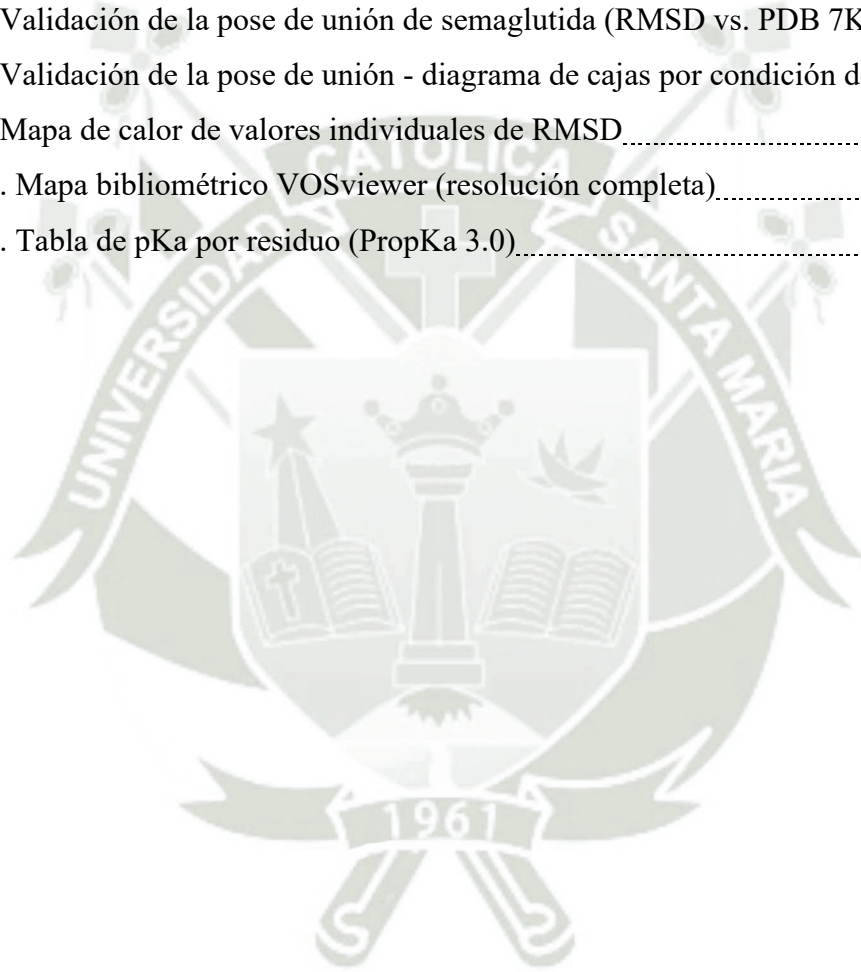 Validación de la pose de unión de semaglutida (RMSD vs. PDB 7K
Validación de la pose de unión - diagrama de cajas por condición d
Mapa de calor de valores individuales de RMSD
. Mapa bibliométrico VOSviewer (resolución completa)
. Tabla de pKa por residuo (PropKa 3.0)
UNIVERSIDAD CATOLICA SANTA MARIA
1961